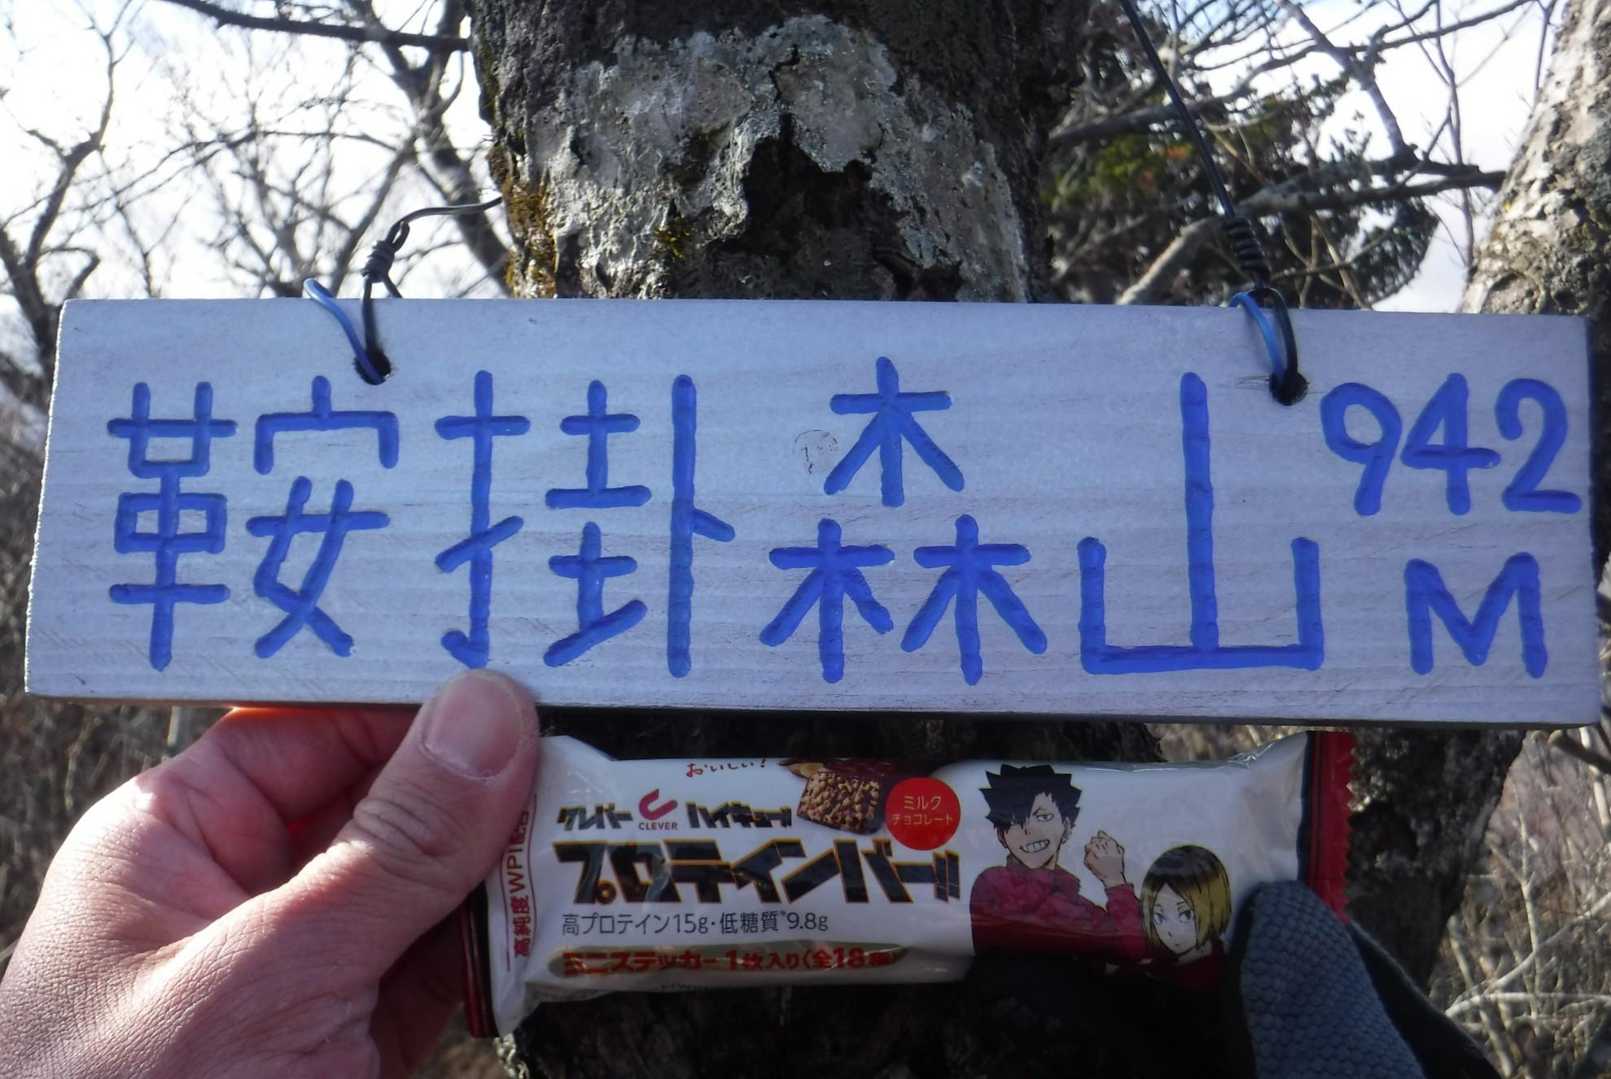 鞍掛森山 942
M
おいしい!
クレバー CLEVER ハイキュー!!
ミルク
チョコレート
プロテインバー!!
高プロテイン15g・低糖質*9.8g
ミニステッカー1枚入り(全18種)
高純度WPI配合